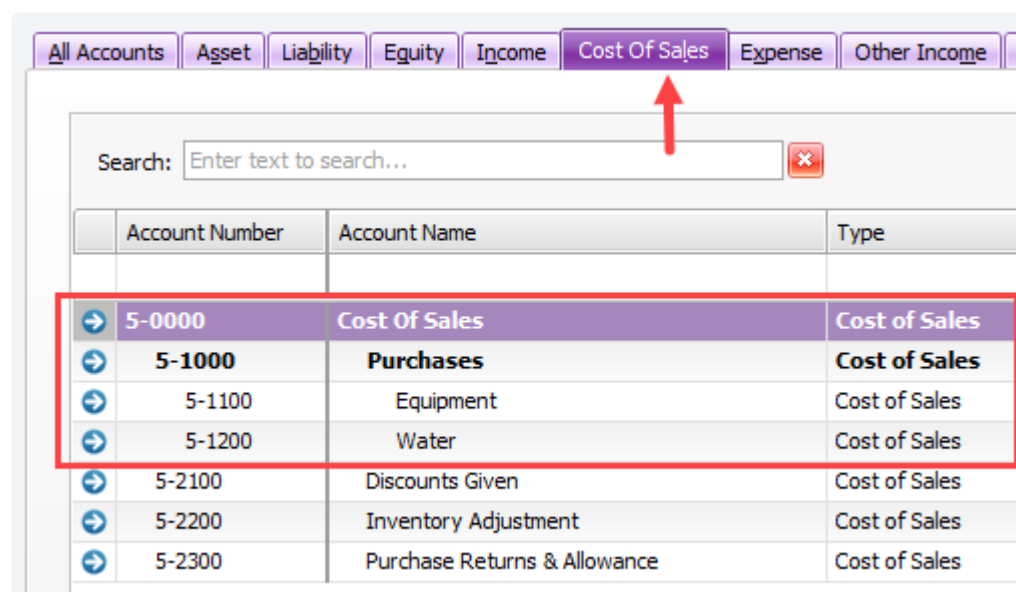 All Accounts Asset Liability Equity Income Cost Of Sales Expense Other Income
Search: Enter text to search...
Account Number Account Name Type
5-0000 Cost Of Sales Cost of Sales
5-1000 Purchases Cost of Sales
5-1100 Equipment Cost of Sales
5-1200 Water Cost of Sales
5-2100 Discounts Given Cost of Sales
5-2200 Inventory Adjustment Cost of Sales
5-2300 Purchase Returns & Allowance Cost of Sales